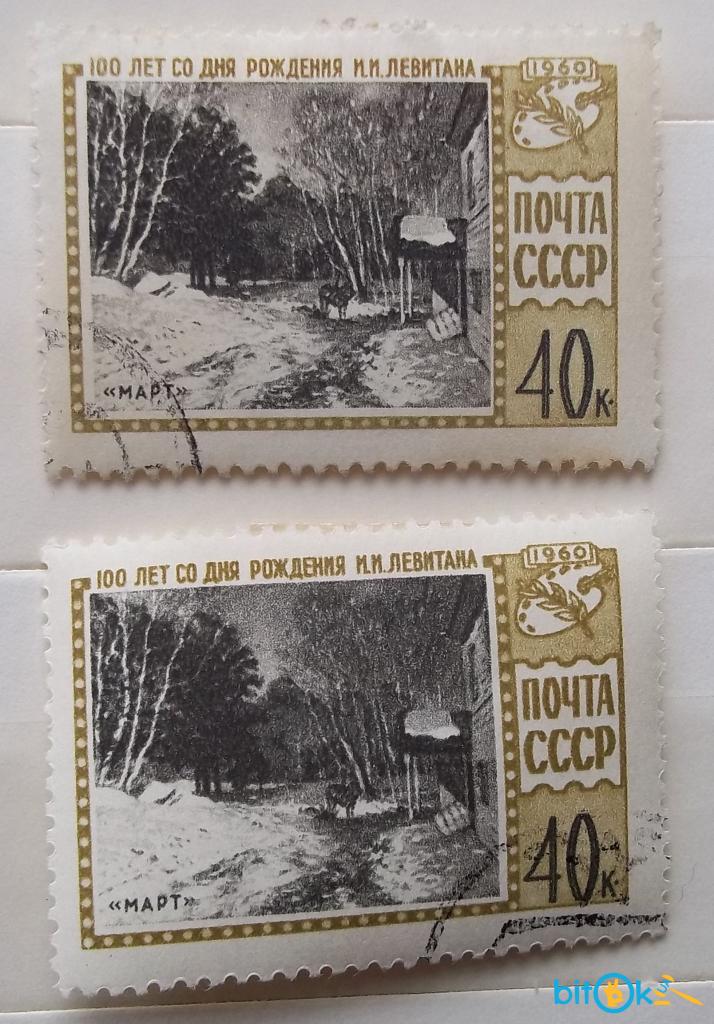 100 ЛЕТ СО ДНЯ РОЖДЕНИЯ И.И.ЛЕВИТАНА
1960
ПОЧТА
СССР
40к.
«МАРТ»
100 ЛЕТ СО ДНЯ РОЖДЕНИЯ И.И.ЛЕВИТАНА
1960
ПОЧТА
СССР
40к
«МАРТ»
bitok